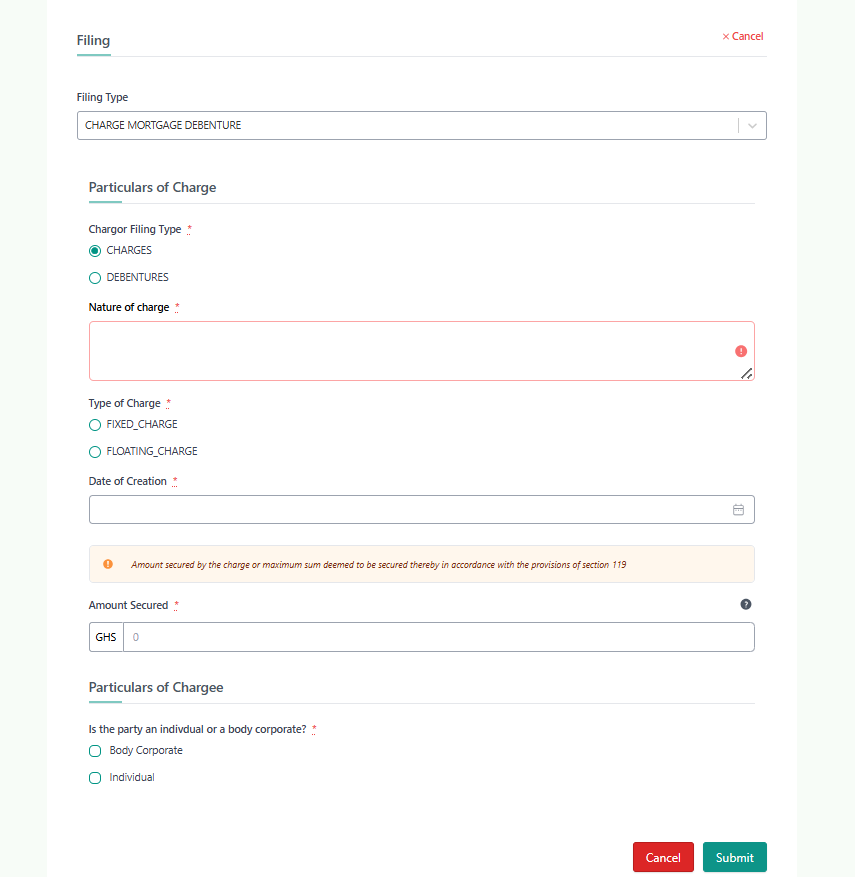 Filing
× Cancel
Filing Type
CHARGE MORTGAGE DEBENTURE
Particulars of Charge
Chargor Filing Type *
CHARGES
DEBENTURES
Nature of charge *
Type of Charge *
FIXED_CHARGE
FLOATING_CHARGE
Date of Creation *
Amount secured by the charge or maximum sum deemed to be secured thereby in accordance with the provisions of section 119
Amount Secured *
GHS 0
Particulars of Chargee
Is the party an indivdual or a body corporate? *
Body Corporate
Individual
Cancel Submit